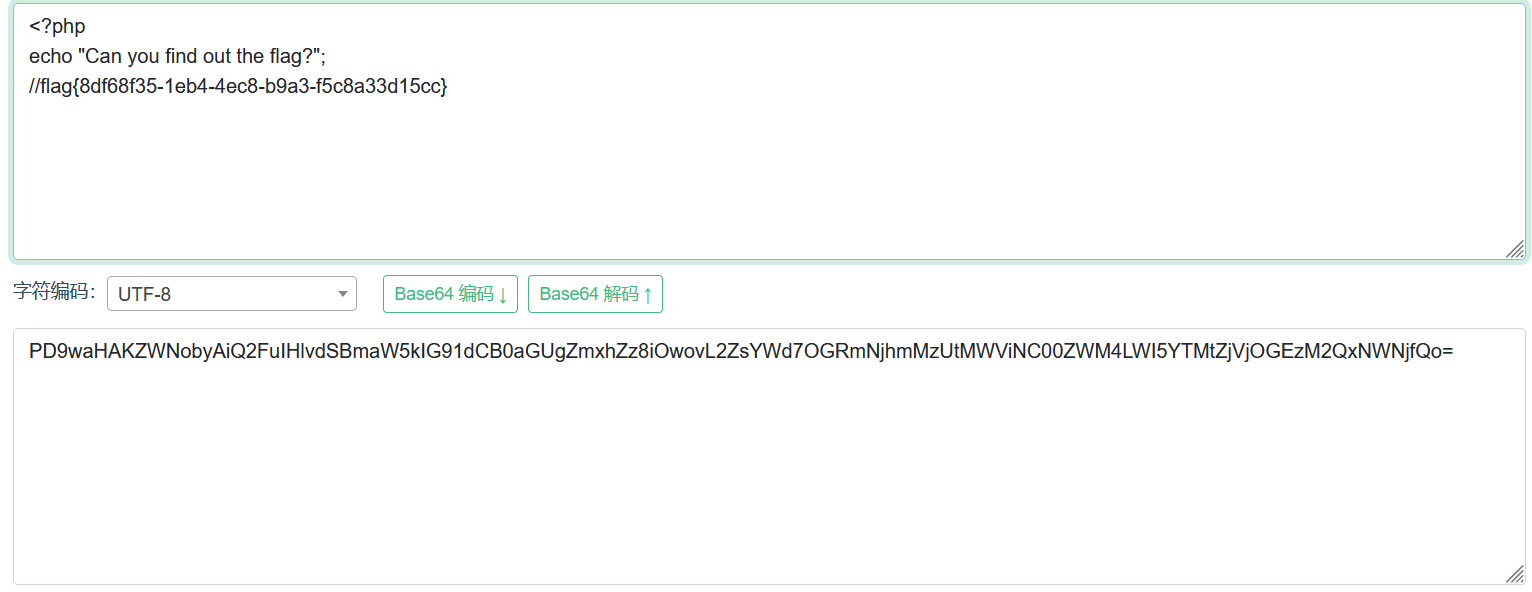 <?php
echo "Can you find out the flag?";
//flag{8df68f35-1eb4-4ec8-b9a3-f5c8a33d15cc}
字符编码： UTF-8 Base64 编码↓ Base64 解码↑
PD9waHAKZWNobyAiQ2FuIHlvdSBmaW5kIG91dCB0aGUgZmxhZz8iOwovL2ZsYWd7OGRmNjhmMzUtMWViNC00ZWM4LWI5YTMtZjVjOGEzM2QxNWNjfQo=